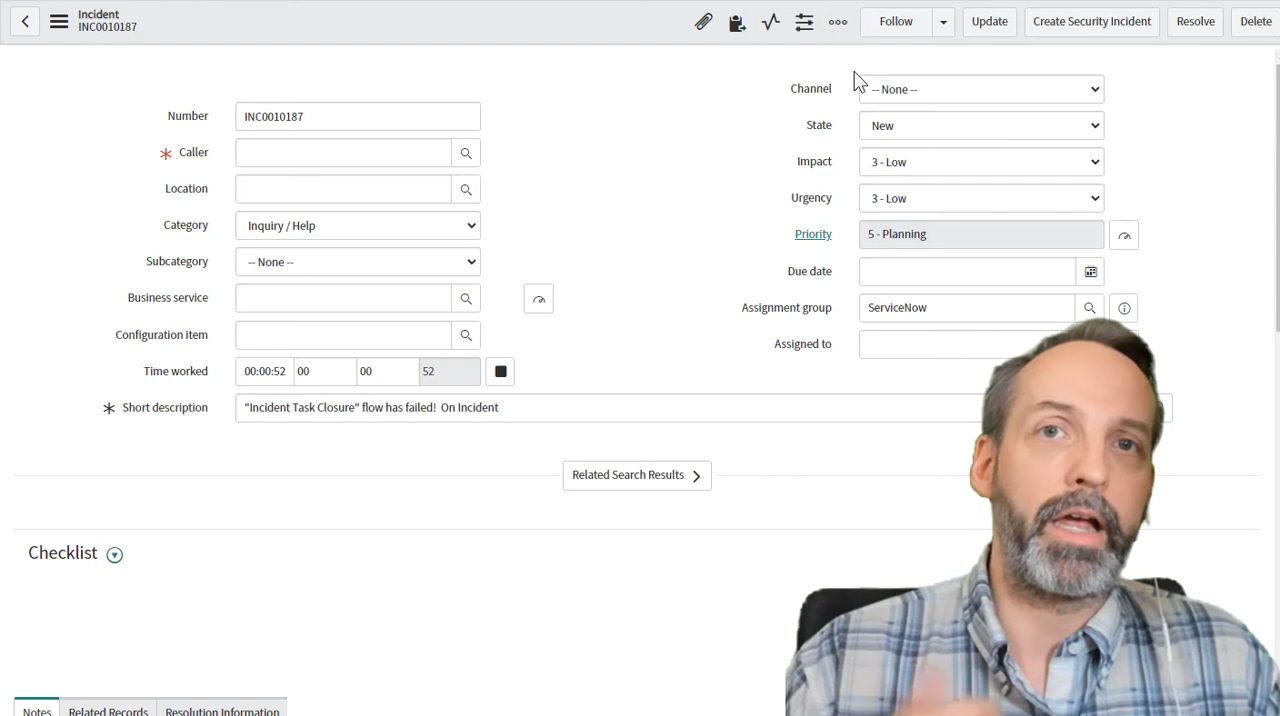 Incident
INC0010187
Follow
Update
Create Security Incident
Resolve
Delete
Number
INC0010187
Caller
Location
Category
Inquiry / Help
Subcategory
-- None --
Business service
Configuration item
Time worked
00:00:52 00 00 52
Short description
"Incident Task Closure" flow has failed! On Incident
Channel
-- None --
State
New
Impact
3 - Low
Urgency
3 - Low
Priority
5 - Planning
Due date
Assignment group
ServiceNow
Assigned to
Related Search Results
Checklist
Notes
Related Records
Resolution Information